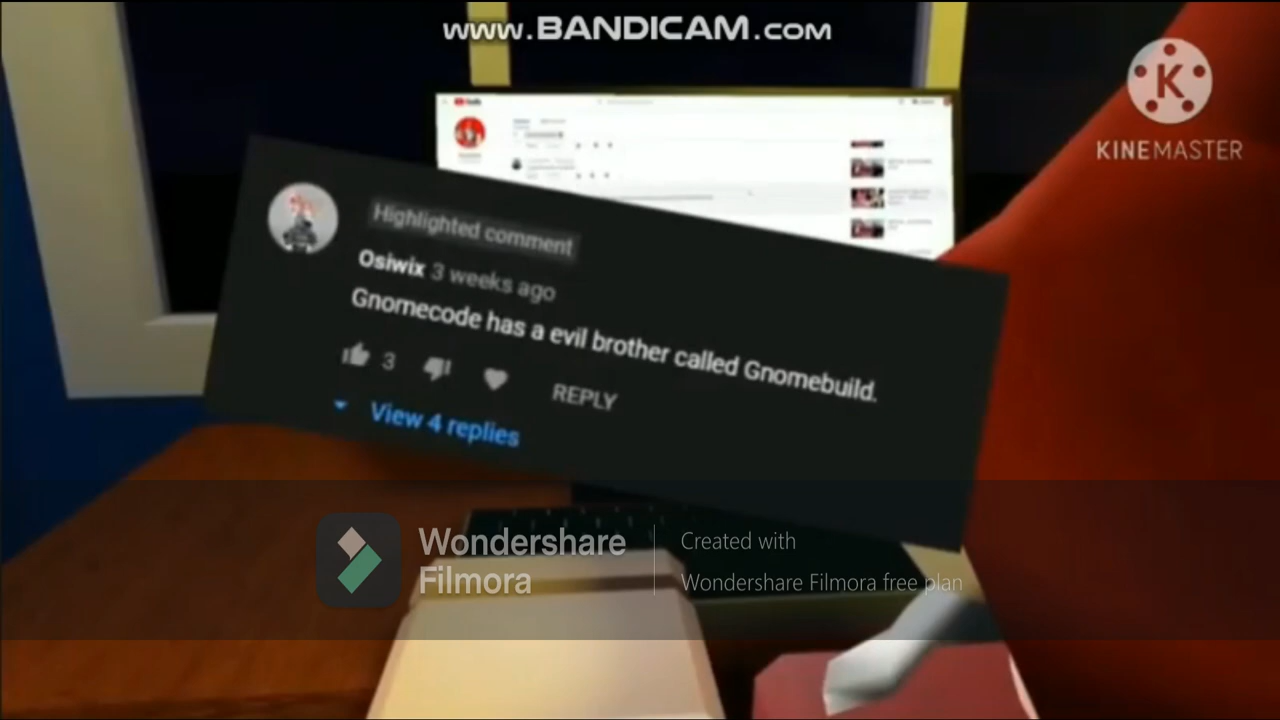 www.BANDICAM.com
K
KINEMASTER
Highlighted comment
Osiwix 3 weeks ago
Gnomecode has a evil brother called Gnomebuild.
3
REPLY
View 4 replies
Wondershare
Filmora
Created with
Wondershare Filmora free plan